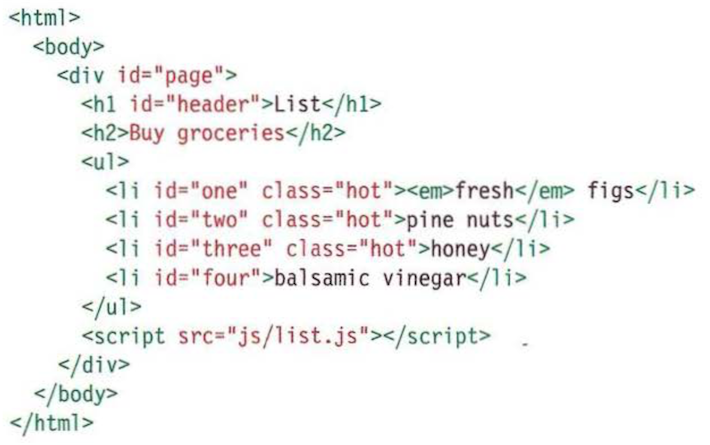 <html>
<body>
<div id="page">
<h1 id="header">List</h1>
<h2>Buy groceries</h2>
<ul>
<li id="one" class="hot"><em>fresh</em> figs</li>
<li id="two" class="hot">pine nuts</li>
<li id="three" class="hot">honey</li>
<li id="four">balsamic vinegar</li>
</ul>
<script src="js/list.js"></script>
</div>
</body>
</html>